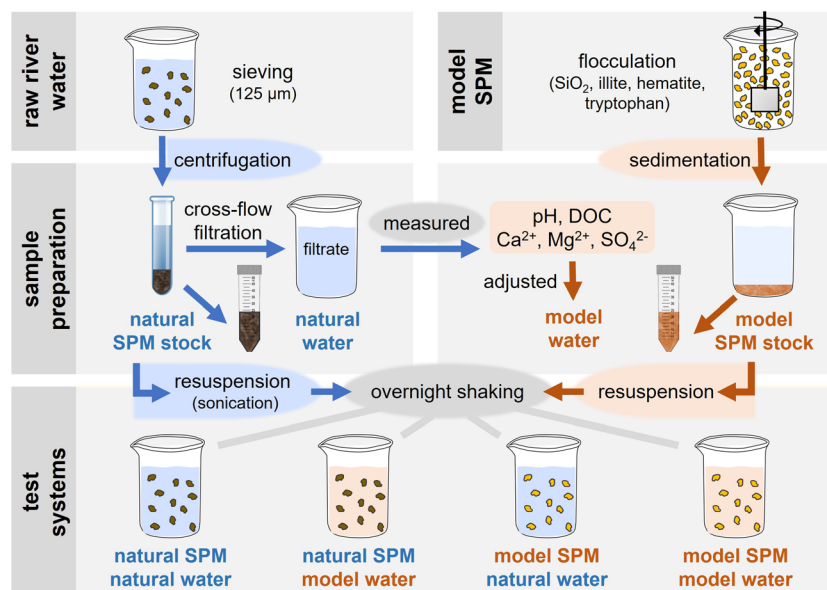 raw river
water
sieving
(125 µm)
centrifugation
model
SPM
flocculation
(SiO₂, illite, hematite,
tryptophan)
sedimentation
sample
preparation
cross-flow
filtration
filtrate
measured
pH, DOC
Ca²⁺, Mg²⁺, SO₄²⁻
adjusted
natural
SPM stock
natural
water
model
water
model
SPM stock
resuspension
(sonication)
overnight shaking
resuspension
test
systems
natural SPM
natural water
natural SPM
model water
model SPM
natural water
model SPM
model water